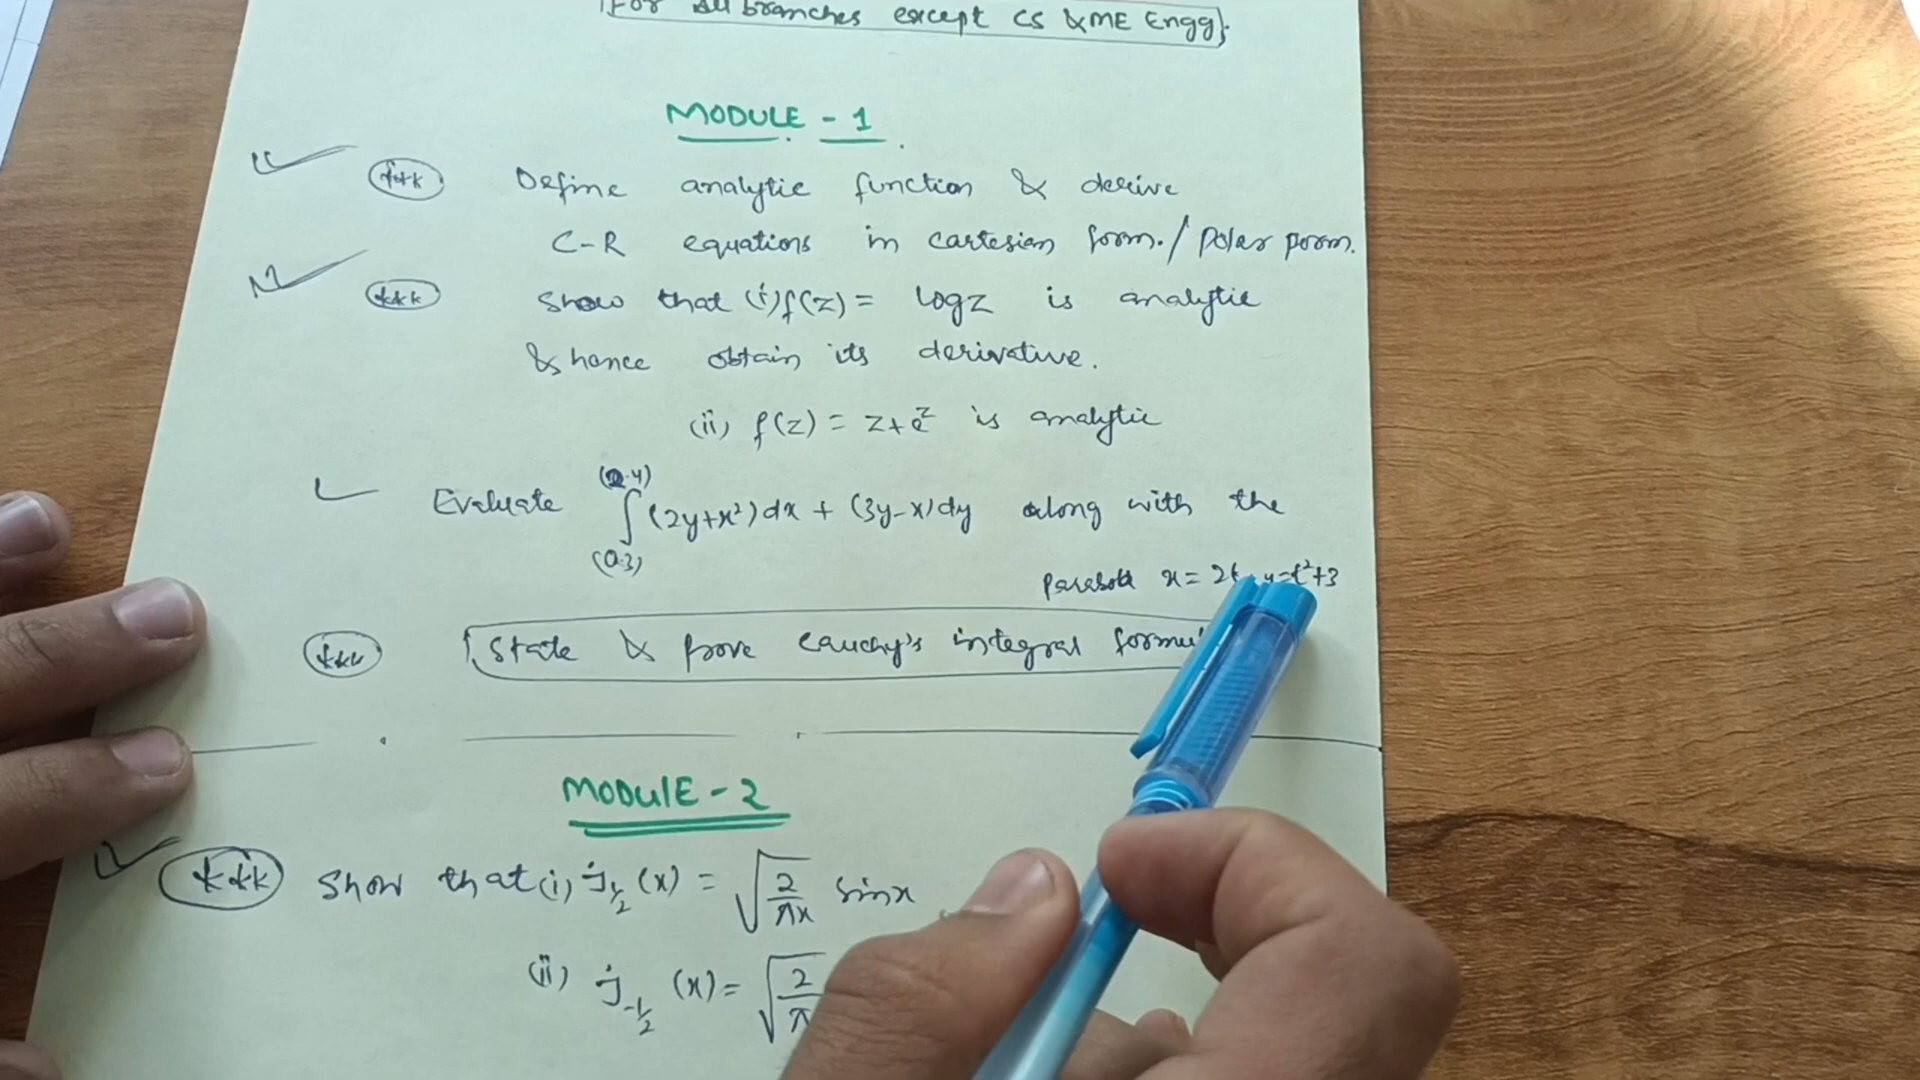 For All branches except CS & ME Engg.
MODULE - 1
*** Define analytic function & derive
C-R equations in cartesian form. / Polar form.
*** Show that (i) f(z) = log z is analytic
& hence obtain its derivative.
(ii) f(z) = z + e^z is analytic
Evaluate ∫_(0,3)^(2,4) (2y+x²)dx + (3y-x)dy along with the
parabola x = 2t, y = t²+3
*** State & prove Cauchy's integral
MODULE - 2
*** Show that (i) J_1/2 (x) = √(2/πx) sin x
(ii) J_-1/2 (x) = √(2/π